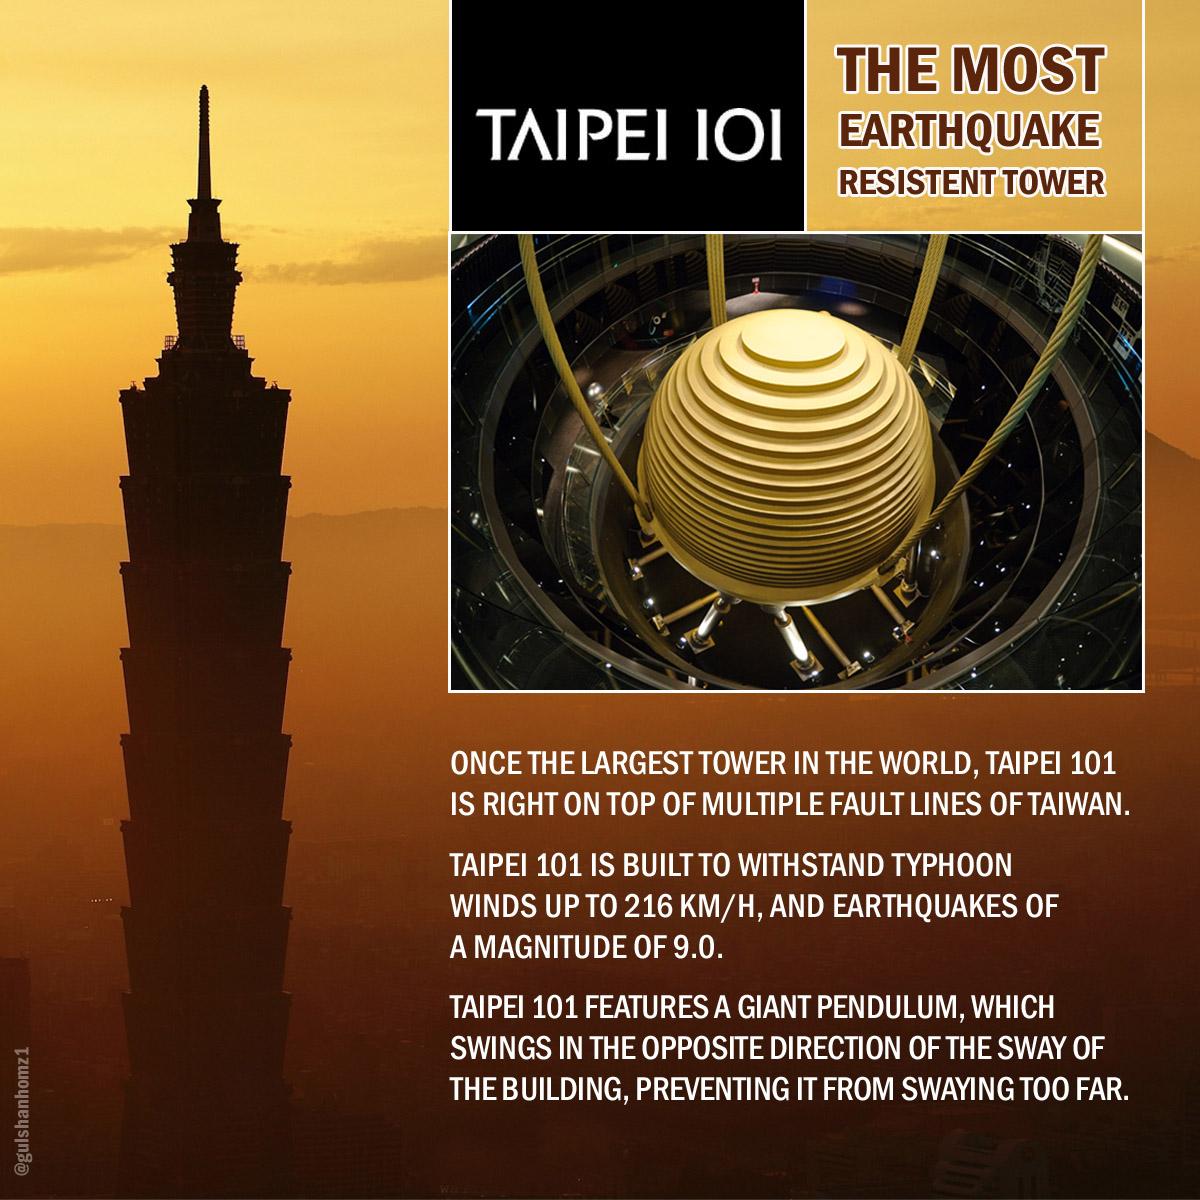 TAIPEI 101
THE MOST
EARTHQUAKE
RESISTENT TOWER
ONCE THE LARGEST TOWER IN THE WORLD, TAIPEI 101
IS RIGHT ON TOP OF MULTIPLE FAULT LINES OF TAIWAN.
TAIPEI 101 IS BUILT TO WITHSTAND TYPHOON
WINDS UP TO 216 KM/H, AND EARTHQUAKES OF
A MAGNITUDE OF 9.0.
TAIPEI 101 FEATURES A GIANT PENDULUM, WHICH
SWINGS IN THE OPPOSITE DIRECTION OF THE SWAY OF
THE BUILDING, PREVENTING IT FROM SWAYING TOO FAR.
@gulshanhomz1